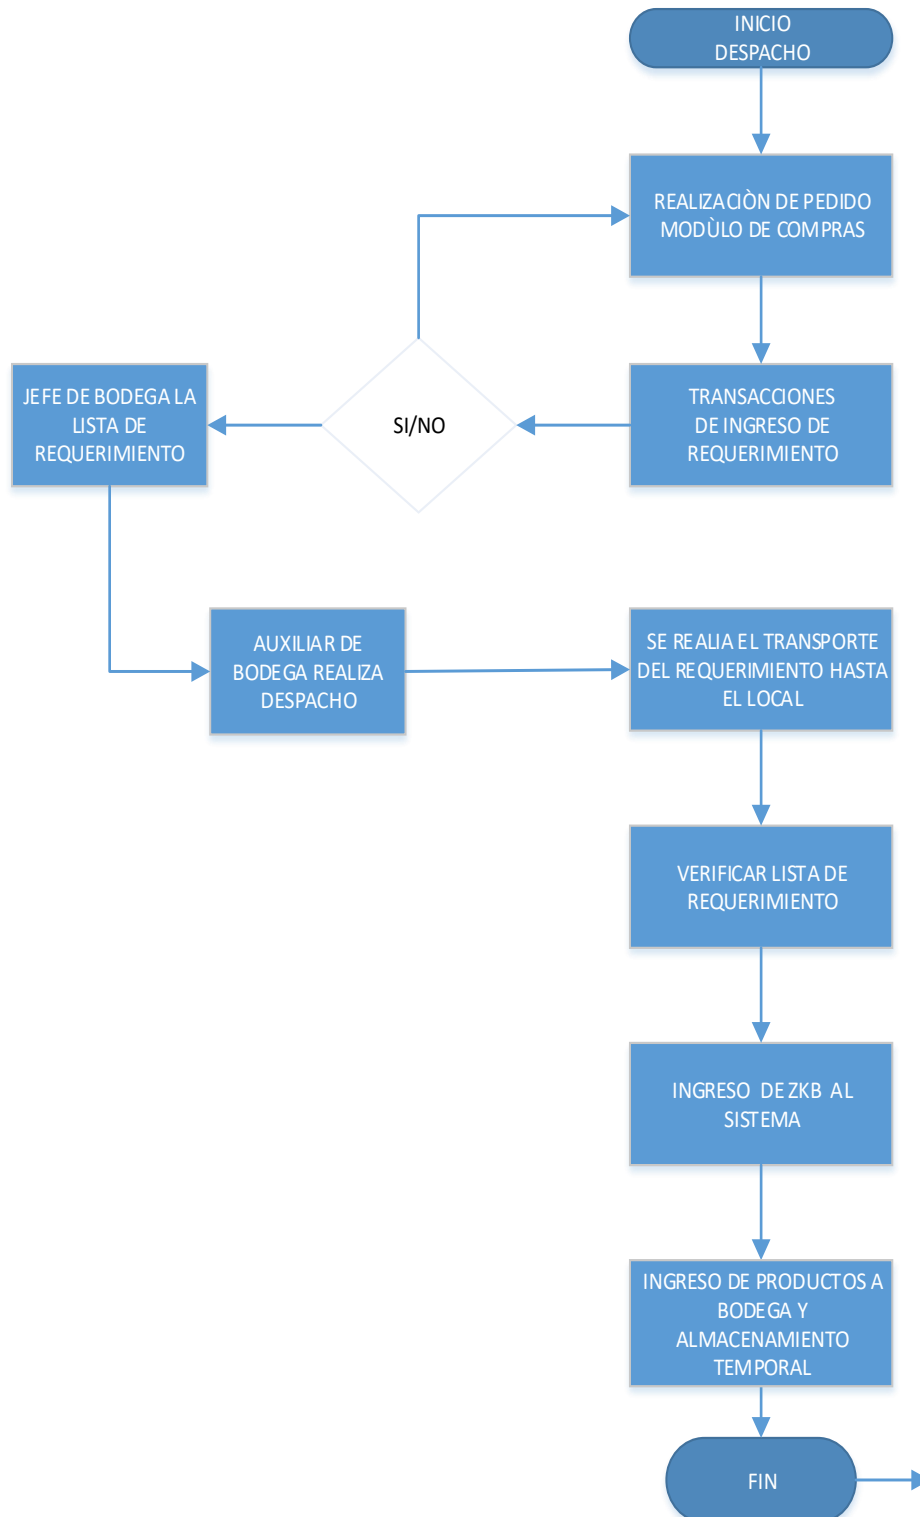 INICIO
DESPACHO
REALIZACIÒN DE PEDIDO
MODÙLO DE COMPRAS
TRANSACCIONES
DE INGRESO DE
REQUERIMIENTO
SI/NO
JEFE DE BODEGA LA
LISTA DE
REQUERIMIENTO
AUXILIAR DE
BODEGA REALIZA
DESPACHO
SE REALIA EL TRANSPORTE
DEL REQUERIMIENTO HASTA
EL LOCAL
VERIFICAR LISTA DE
REQUERIMIENTO
INGRESO DE ZKB AL
SISTEMA
INGRESO DE PRODUCTOS A
BODEGA Y
ALMACENAMIENTO
TEMPORAL
FIN